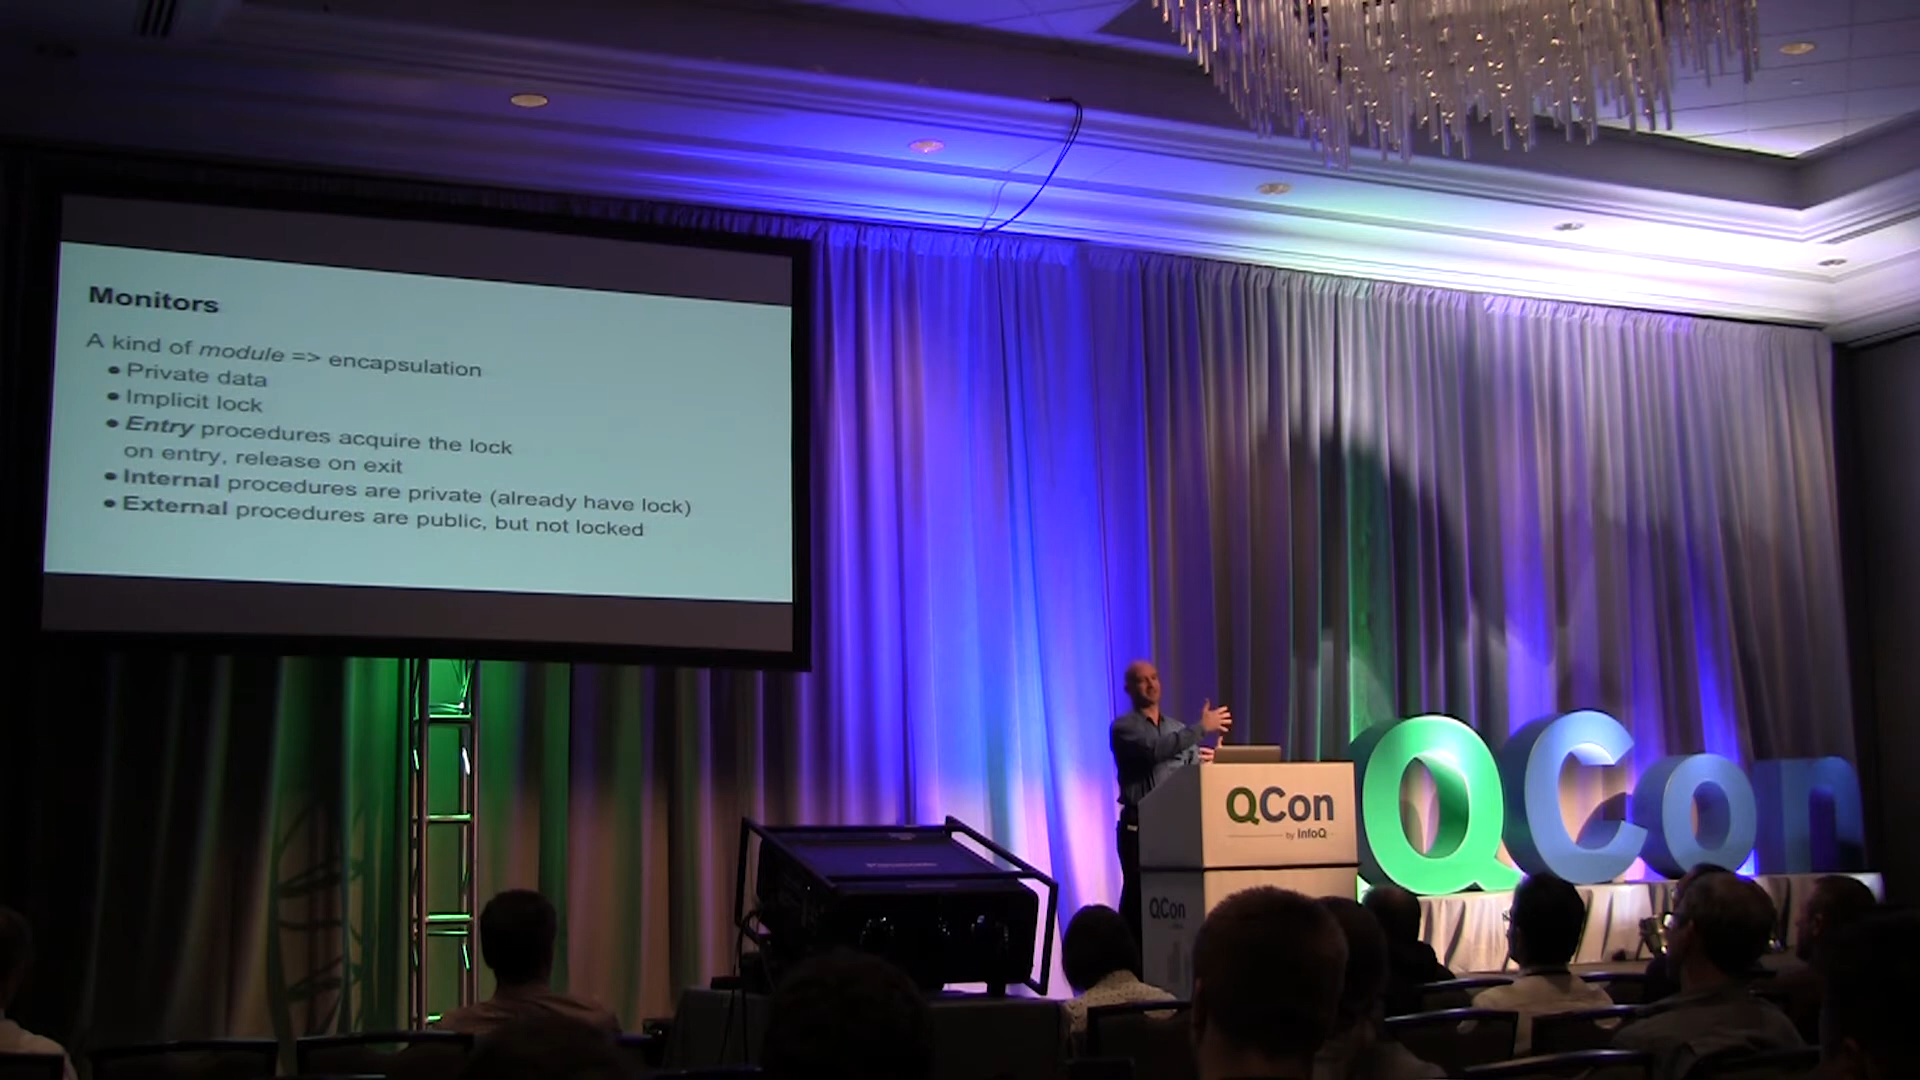 Monitors
A kind of module => encapsulation
• Private data
• Implicit lock
• Entry procedures acquire the lock
on entry, release on exit
• Internal procedures are private (already have lock)
• External procedures are public, but not locked
QCon
by InfoQ
QCon
QCon